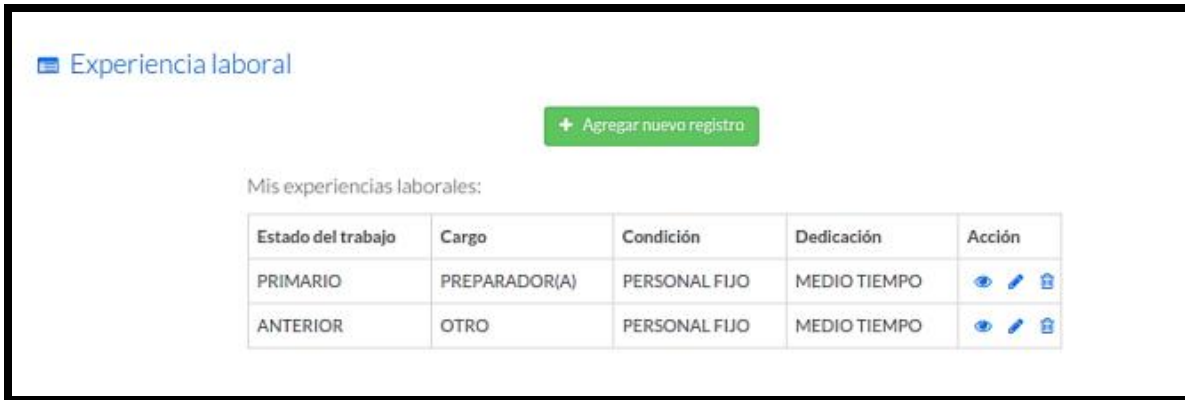 Experiencia laboral
+ Agregar nuevo registro
Mis experiencias laborales:
Estado del trabajo Cargo Condición Dedicación Acción
PRIMARIO PREPARADOR(A) PERSONAL FIJO MEDIO TIEMPO
ANTERIOR OTRO PERSONAL FIJO MEDIO TIEMPO